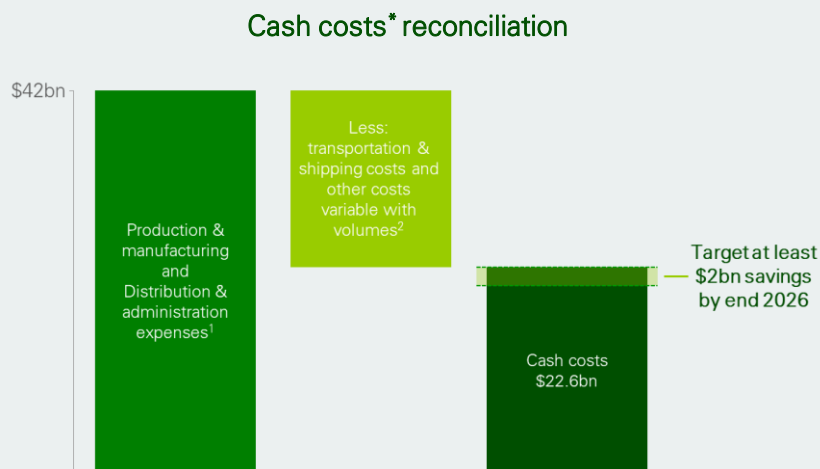 Cash costs* reconciliation
$42bn
Production &
manufacturing
and
Distribution &
administration
expenses1
Less:
transportation &
shipping costs and
other costs
variable with
volumes2
Cash costs
$22.6bn
Target at least
$2bn savings
by end 2026